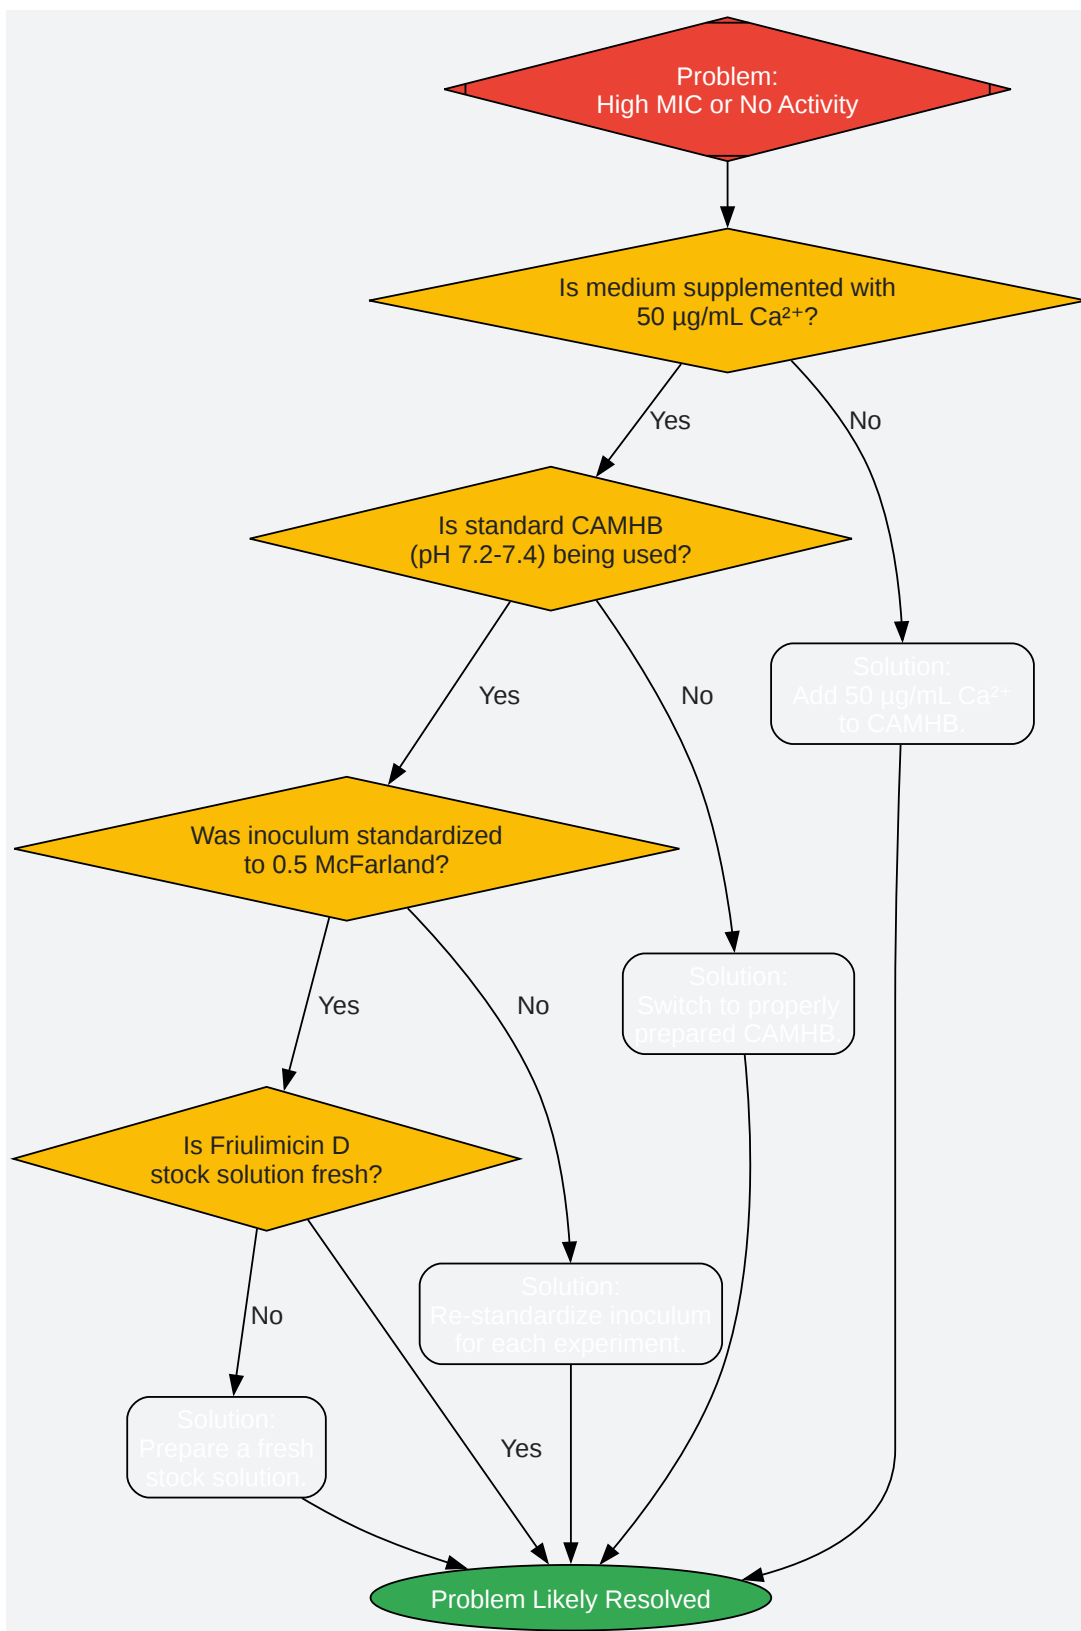 Problem:
High MIC or No Activity
Is medium supplemented with
50 µg/mL Ca²⁺?
Yes
No
Is standard CAMHB
(pH 7.2-7.4) being used?
Solution:
Add 50 µg/mL Ca²⁺
to CAMHB.
Yes
No
Was inoculum standardized
to 0.5 McFarland?
Solution:
Switch to properly
prepared CAMHB.
Yes
No
Is Friulimicin D
stock solution fresh?
Solution:
Re-standardize inoculum
for each experiment.
No
Yes
Solution:
Prepare a fresh
stock solution.
Problem Likely Resolved